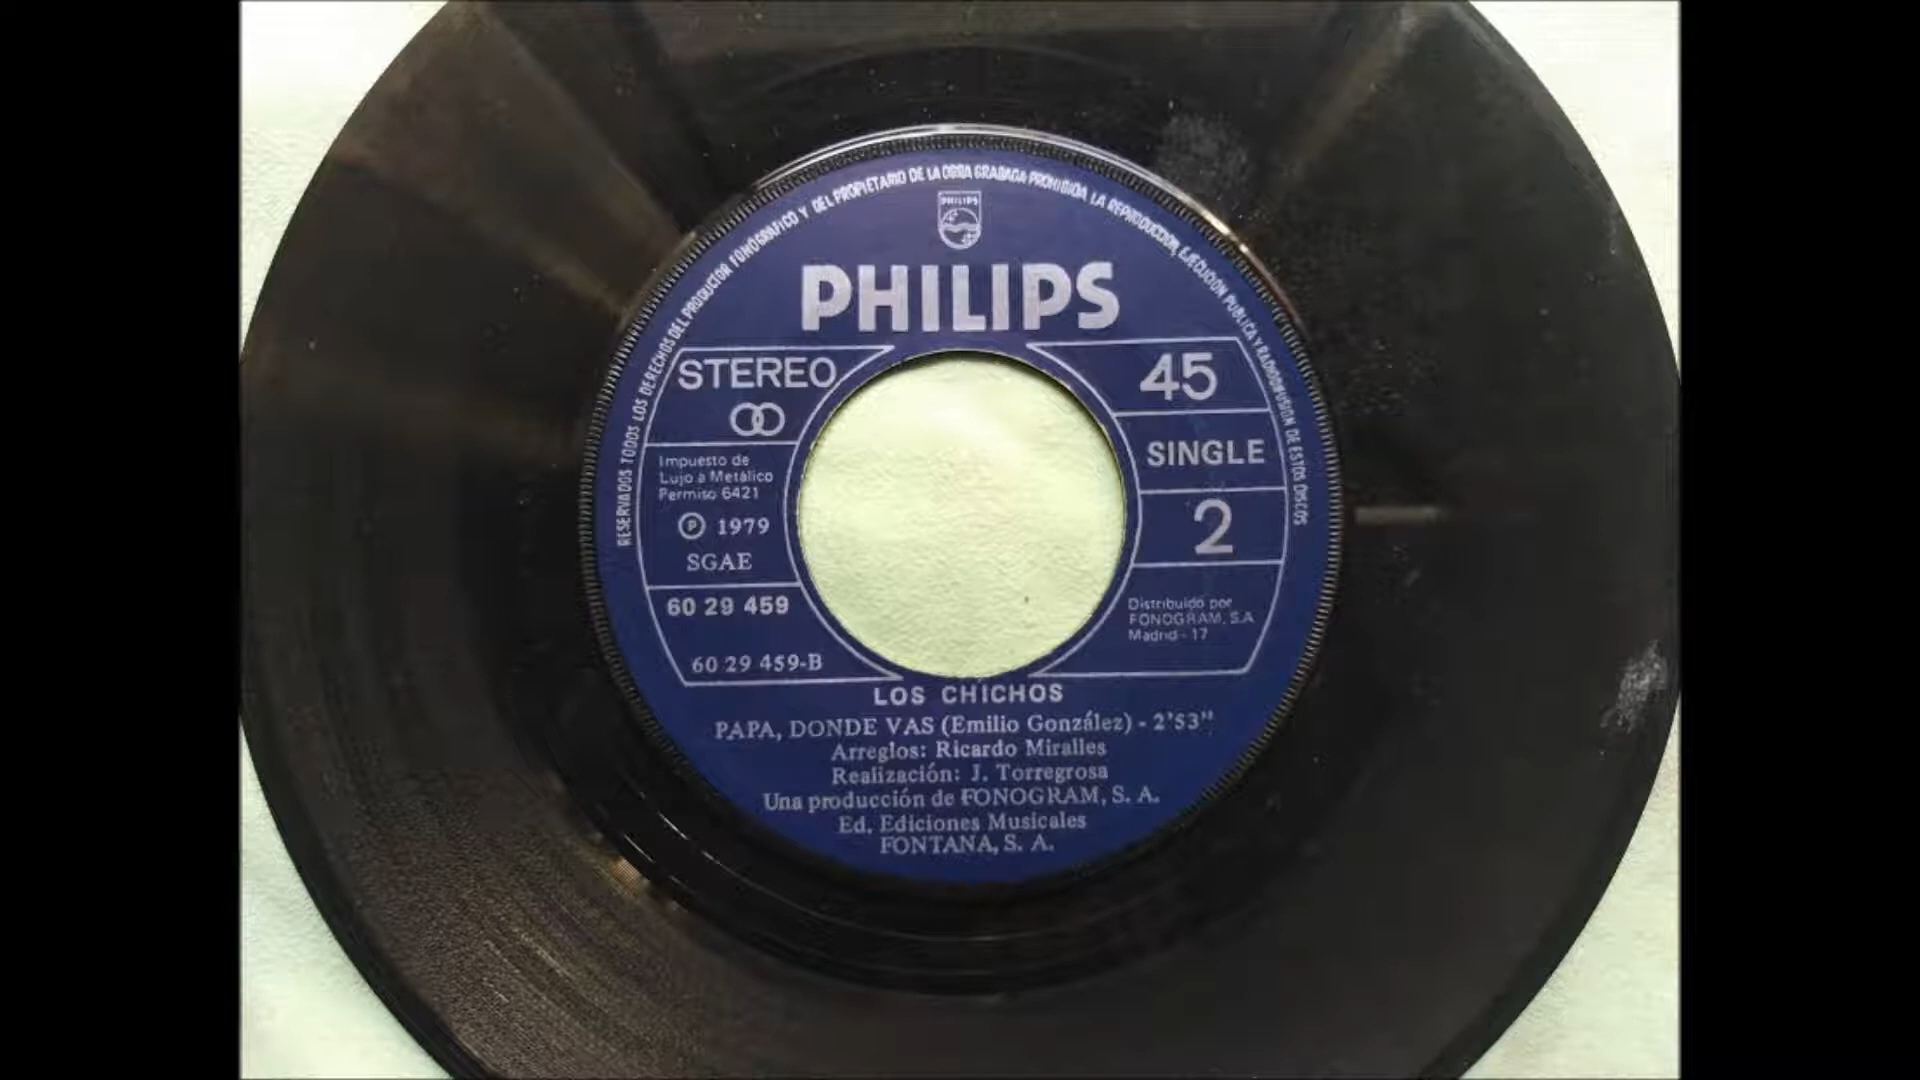 RESERVADOS TODOS LOS DERECHOS DEL PRODUCTOR FONOGRAFICO Y DEL PROPIETARIO DE LA OBRA GRABADA PROHIBIDA LA REPRODUCCION, EJECUCION PUBLICA Y RADIODIFUSION DE ESTOS DISCOS
PHILIPS
PHILIPS
STEREO
Impuesto de
Lujo a Metálico
Permiso 6421
Ⓟ 1979
SGAE
60 29 459
60 29 459-B
45
SINGLE
2
Distribuido por
FONOGRAM, S.A
Madrid - 17
LOS CHICHOS
PAPA, DONDE VAS (Emilio González) - 2'53"
Arreglos: Ricardo Miralles
Realización: J. Torregrosa
Una producción de FONOGRAM, S. A.
Ed. Ediciones Musicales
FONTANA, S. A.